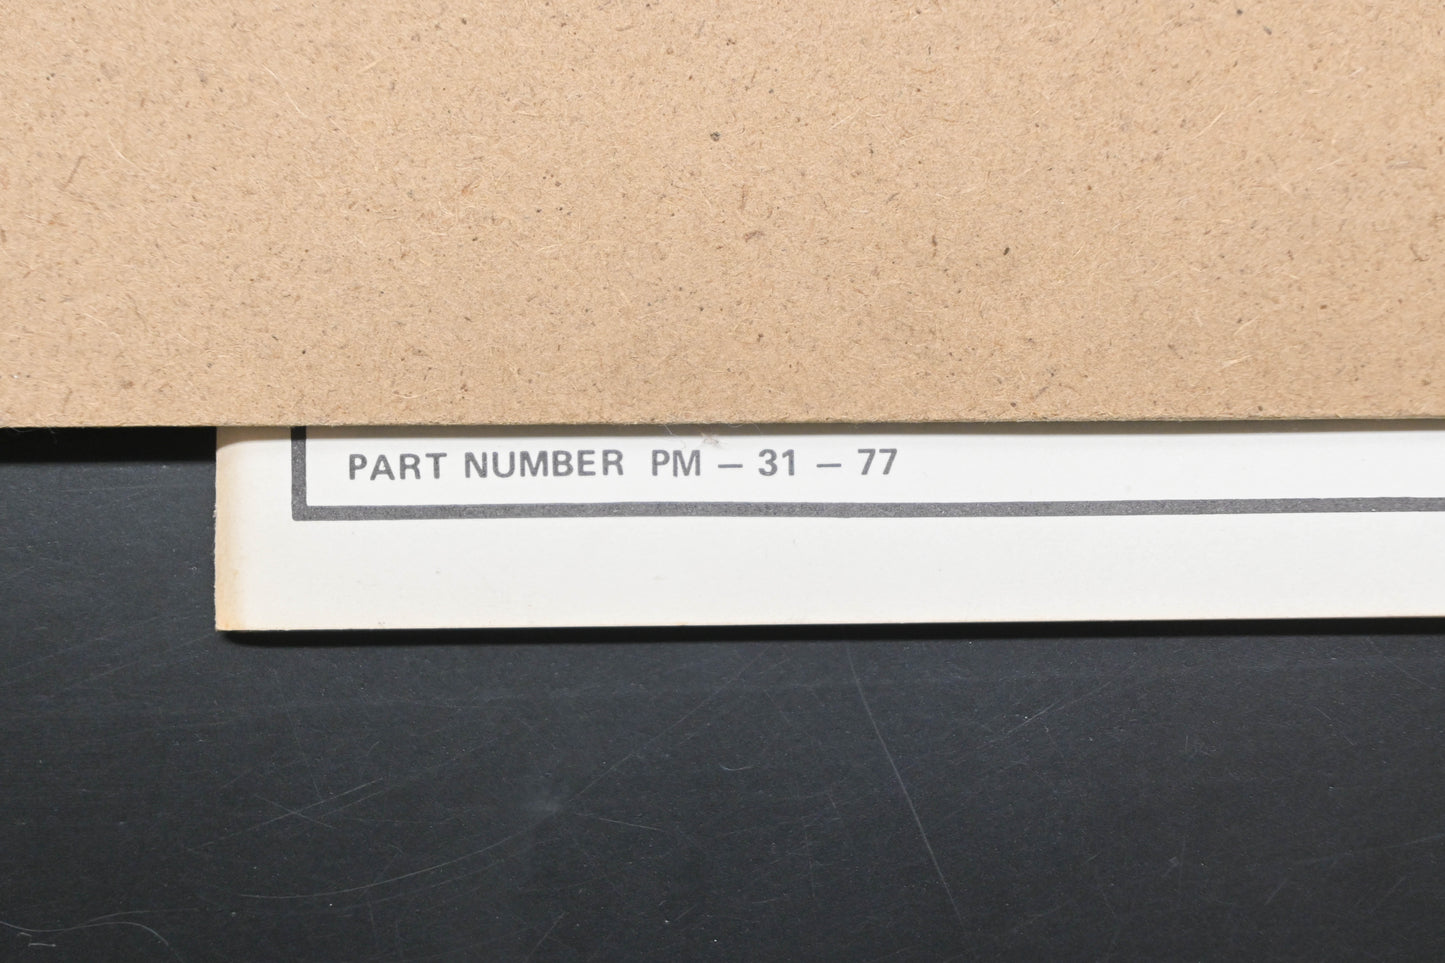 PART NUMBER PM – 31 – 77